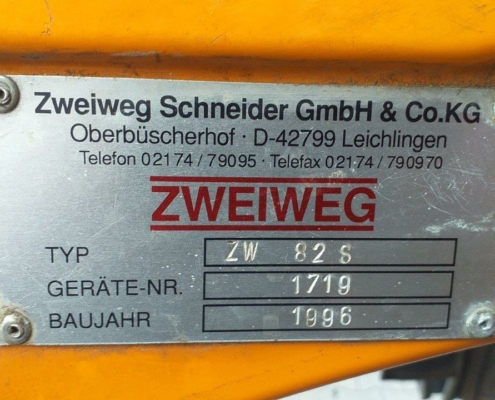 Zweiweg Schneider GmbH & Co.KG
Oberbüscherhof · D-42799 Leichlingen
Telefon 02174 / 79095 · Telefax 02174 / 790970
ZWEIWEG
TYP ZW 82 S
GERÄTE-NR. 1719
BAUJAHR 1996